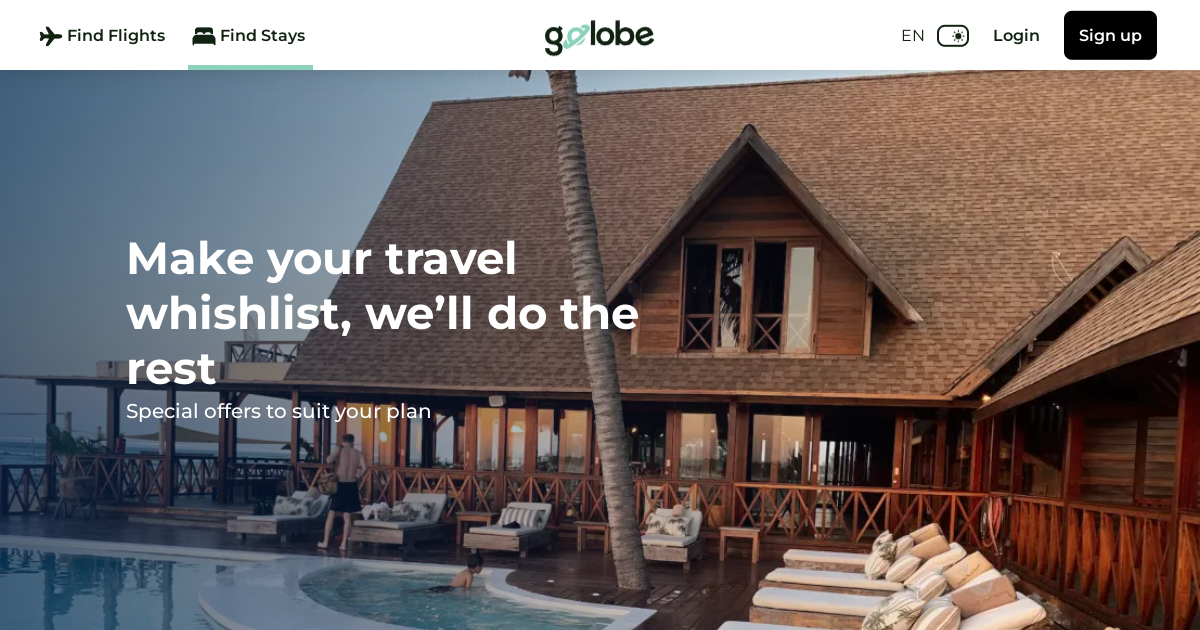 Find Flights
Find Stays
golobe
EN
Login
Sign up
Make your travel
whishlist, we’ll do the
rest
Special offers to suit your plan